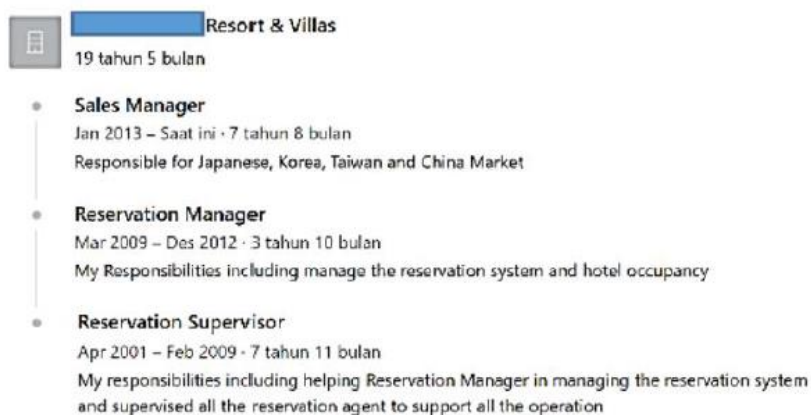 Resort & Villas
19 tahun 5 bulan
Sales Manager
Jan 2013 – Saat ini · 7 tahun 8 bulan
Responsible for Japanese, Korea, Taiwan and China Market
Reservation Manager
Mar 2009 – Des 2012 · 3 tahun 10 bulan
My Responsibilities including manage the reservation system and hotel occupancy
Reservation Supervisor
Apr 2001 – Feb 2009 · 7 tahun 11 bulan
My responsibilities including helping Reservation Manager in managing the reservation system
and supervised all the reservation agent to support all the operation